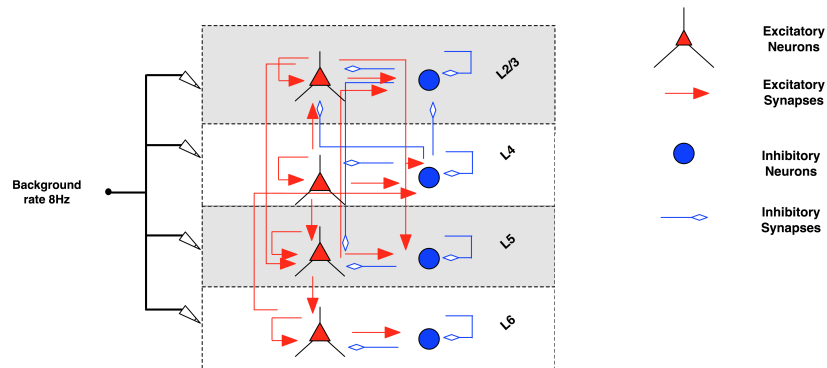 Background
rate 8Hz
L2/3
L4
L5
L6
Excitatory
Neurons
Excitatory
Synapses
Inhibitory
Neurons
Inhibitory
Synapses